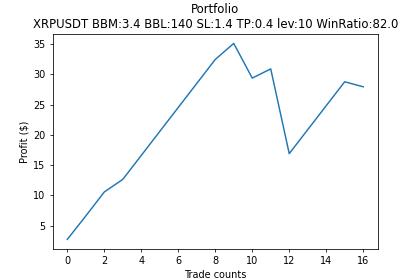 Portfolio
XRPUSDT BBM:3.4 BBL:140 SL:1.4 TP:0.4 lev:10 WinRatio:82.0
35
30
25
20
15
10
5
Profit ($)
0 2 4 6 8 10 12 14 16
Trade counts